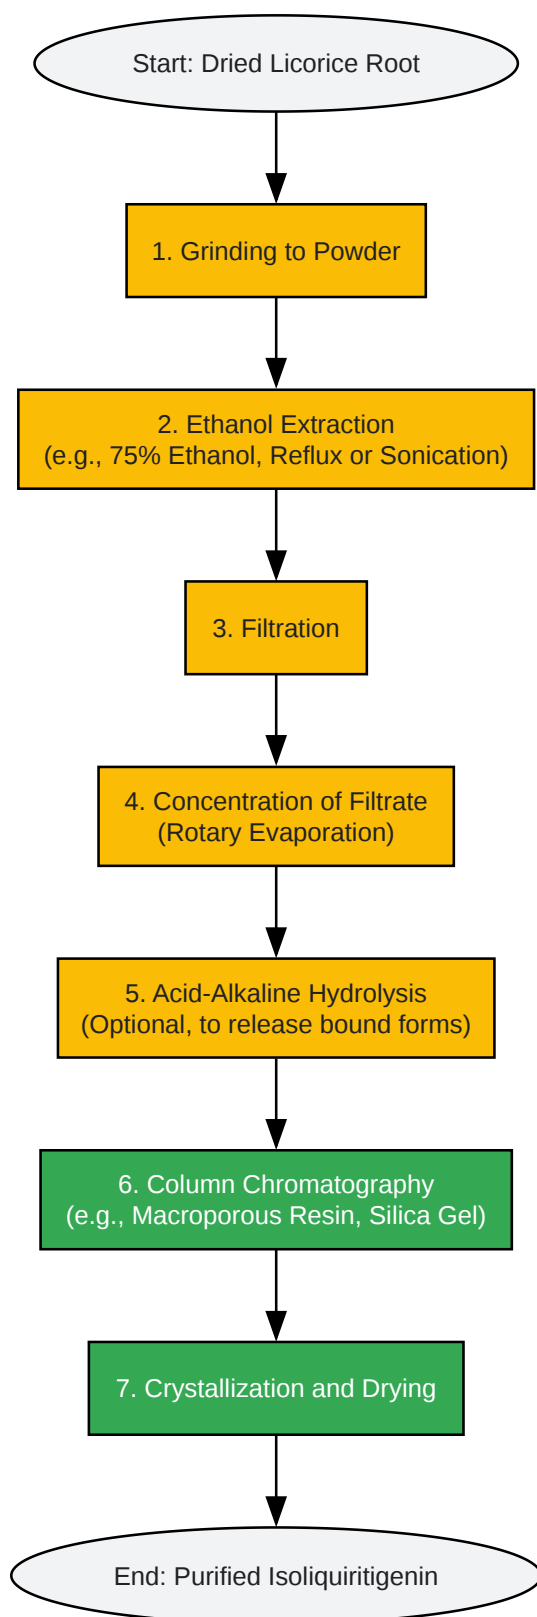 Start: Dried Licorice Root
1. Grinding to Powder
2. Ethanol Extraction
(e.g., 75% Ethanol, Reflux or Sonication)
3. Filtration
4. Concentration of Filtrate
(Rotary Evaporation)
5. Acid-Alkaline Hydrolysis
(Optional, to release bound forms)
6. Column Chromatography
(e.g., Macroporous Resin, Silica Gel)
7. Crystallization and Drying
End: Purified Isoliquiritigenin